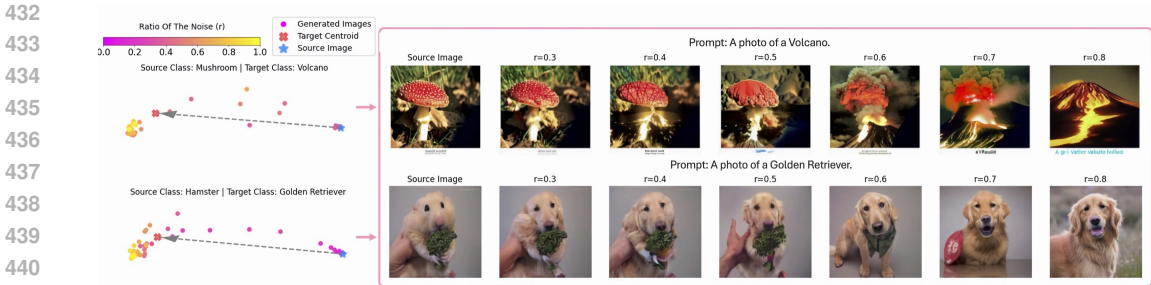 432
433
434
435
436
437
438
439
440
Ratio Of The Noise (r)
0.0 0.2 0.4 0.6 0.8 1.0
Generated Images
Target Centroid
Source Image
Source Class: Mushroom | Target Class: Volcano
Source Class: Hamster | Target Class: Golden Retriever
Prompt: A photo of a Volcano.
Source Image r=0.3 r=0.4 r=0.5 r=0.6 r=0.7 r=0.8
Prompt: A photo of a Golden Retriever.
Source Image r=0.3 r=0.4 r=0.5 r=0.6 r=0.7 r=0.8